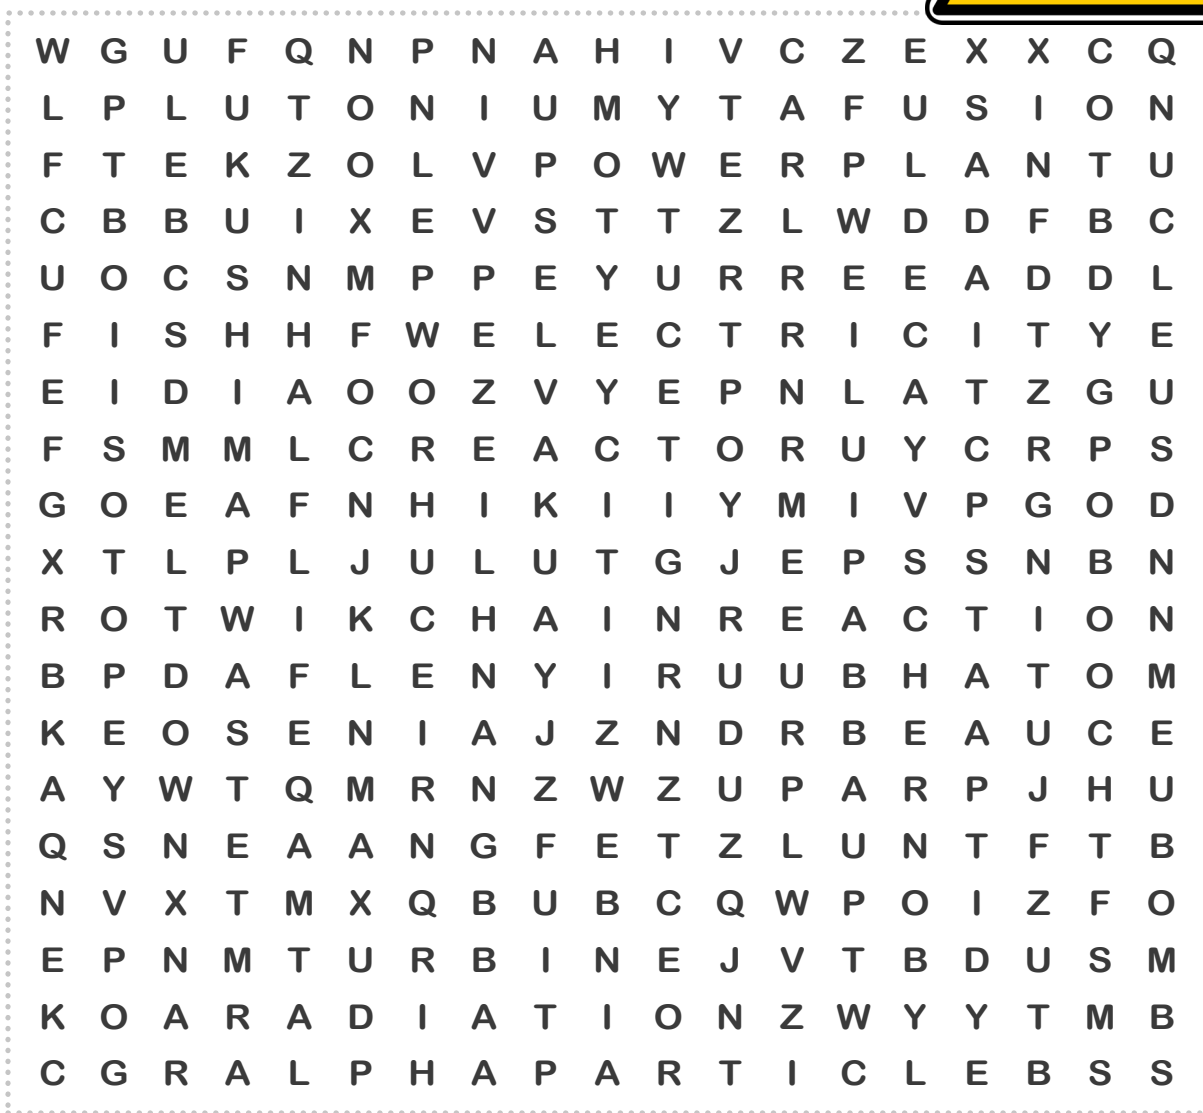 W G U F Q N P N A H I V C Z E X X C Q
L P L U T O N I U M Y T A F U S I O N
F T E K Z O L V P O W E R P L A N T U
C B B U I X E V S T T Z L W D D F B C
U O C S N M P P E Y U R R E E A D D L
F I S H H F W E L E C T R I C I T Y E
E I D I A O O Z V Y E P N L A T Z G U
F S M M L C R E A C T O R U Y C R P S
G O E A F N H I K I I Y M I V P G O D
X T L P L J U L U T G J E P S S N B N
R O T W I K C H A I N R E A C T I O N
B P D A F L E N Y I R U U B H A T O M
K E O S E N I A J Z N D R B E A U C E
A Y W T Q M R N Z W Z U P A R P J H U
Q S N E A A N G F E T Z L U N T F T B
N V X T M X Q B U B C Q W P O I Z F O
E P N M T U R B I N E J V T B D U S M
K O A R A D I A T I O N Z W Y Y T M B
C G R A L P H A P A R T I C L E B S S